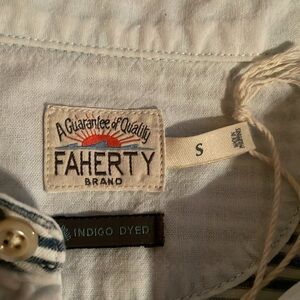 A Guarantee of Quality
FAHERTY
BRAND
S
INDIGO DYED